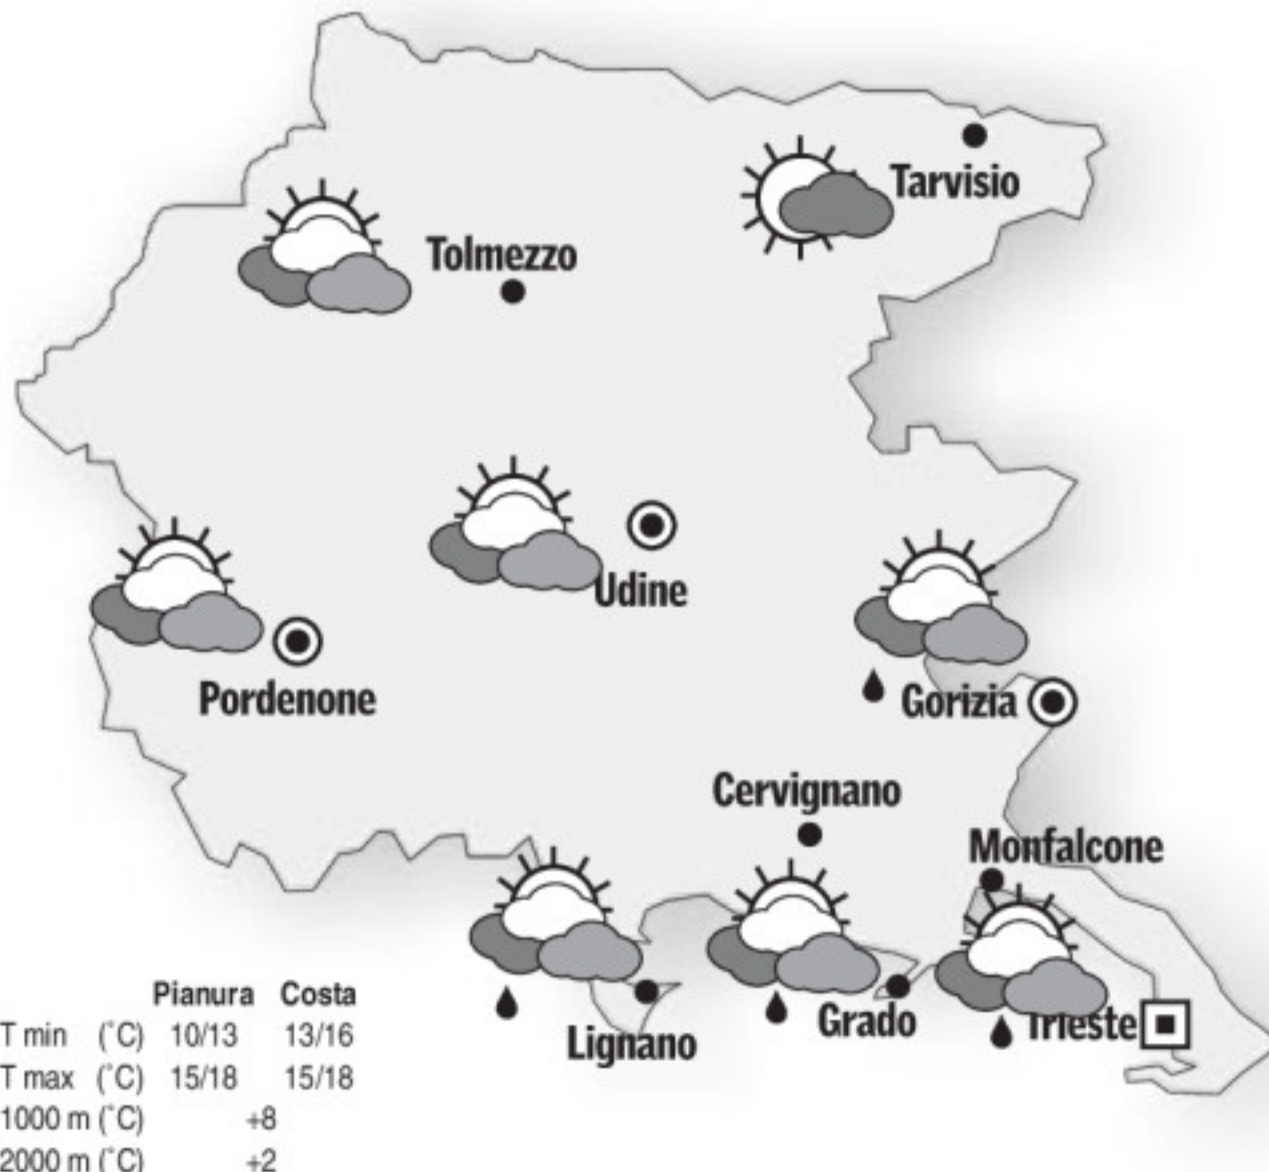 Tarvisio
Tolmezzo
Udine
Pordenone
Gorizia
Cervignano
Monfalcone
Grado
Trieste
Lignano
Pianura Costa
T min (°C) 10/13 13/16
T max (°C) 15/18 15/18
1000 m (°C) +8
2000 m (°C) +2